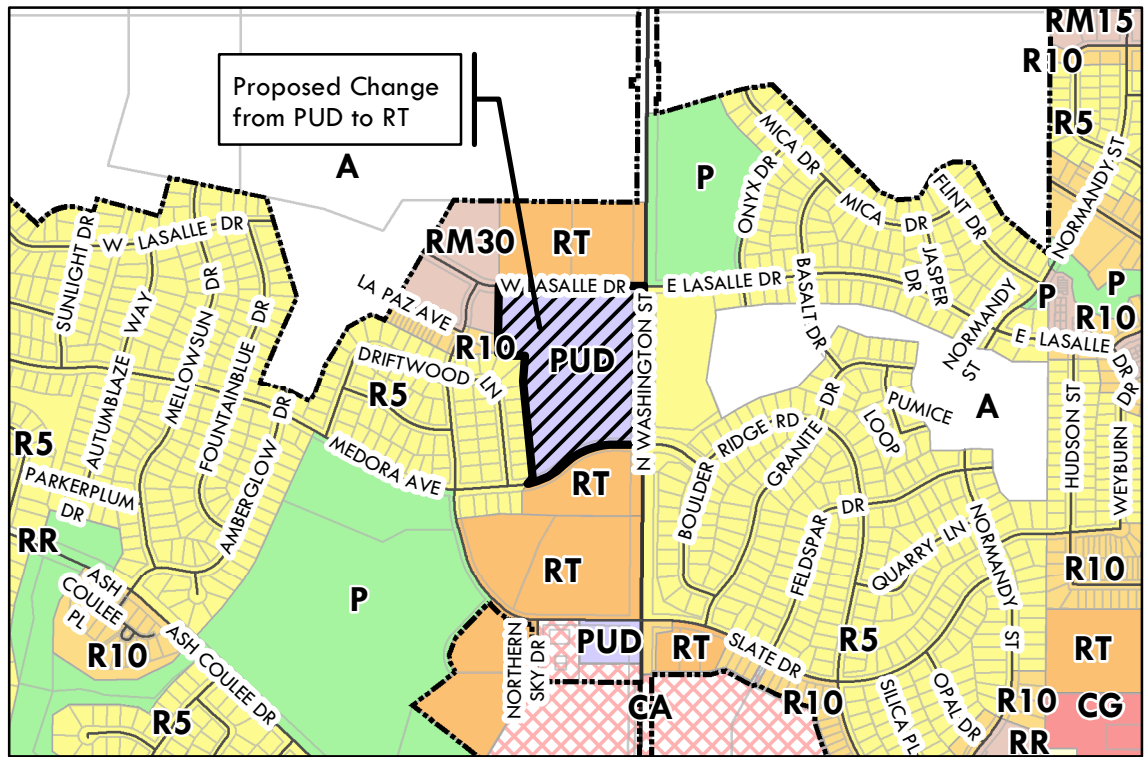 RM15
R10
Proposed Change
from PUD to RT
A
R5
MICA DR
P
ONYX DR
FLINT DR
NORMANDY ST
MICA DR
SUNLIGHT DR
W LASALLE DR
RM30
RT
JASPER
DR
BASALT DR
W LASALLE DR
E LASALLE DR
P
P
LA PAZ AVE
NORMANDY
ST
R10
AUTUMBLAZE WAY
MELLOWSUN DR
FOUNTAINBLUE DR
R10
PUD
E LASALLE DR
DRIFTWOOD LN
R5
N WASHINGTON ST
DR
PUMICE
LOOP
A
HUDSON ST
WEYBURN
R5
AMBERGLOW DR
MEDORA AVE
BOULDER RIDGE RD
GRANITE DR
PARKERPLUM
DR
RT
FELDSPAR DR
RR
RT
QUARRY LN
NORMANDY ST
R10
ASH
COULEE
PL
P
R10
ASH COULEE DR
NORTHERN
SKY DR
PUD
RT
SLATE DR
R5
RT
R5
CA
R10
SILICA PL
OPAL DR
R10
CG
RR